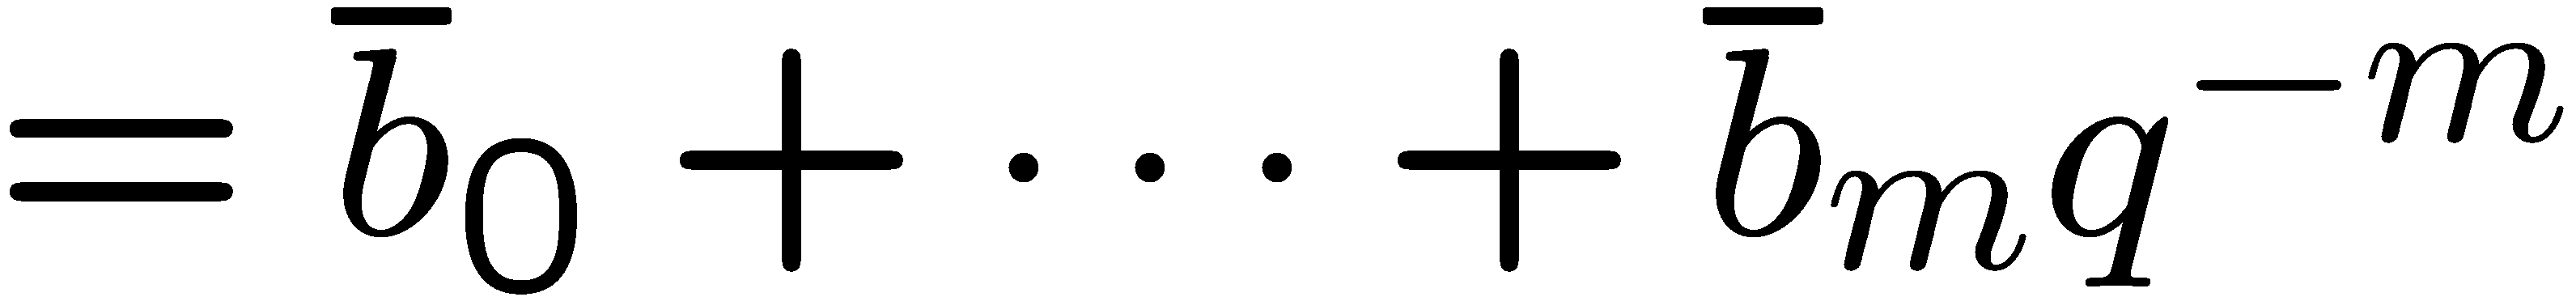 = \bar{b}_0 + \cdots + \bar{b}_m q^{-m}